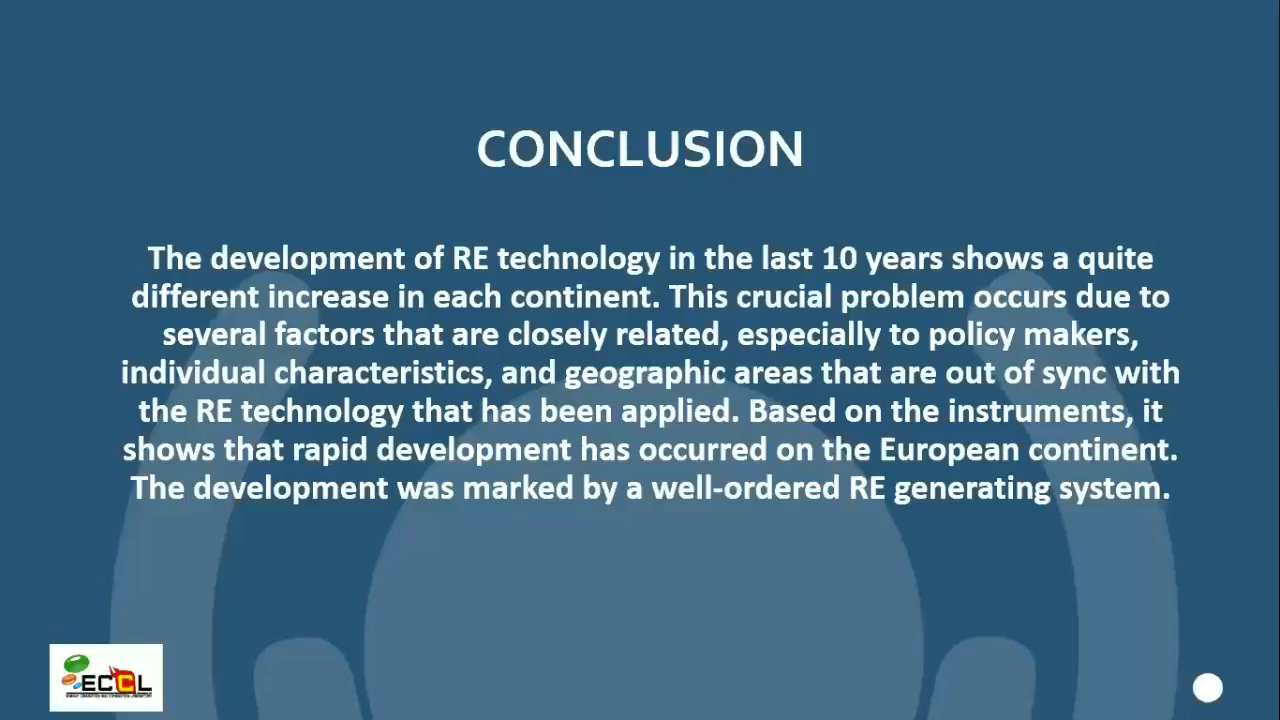 CONCLUSION
The development of RE technology in the last 10 years shows a quite
different increase in each continent. This crucial problem occurs due to
several factors that are closely related, especially to policy makers,
individual characteristics, and geographic areas that are out of sync with
the RE technology that has been applied. Based on the instruments, it
shows that rapid development has occurred on the European continent.
The development was marked by a well-ordered RE generating system.
ECCL